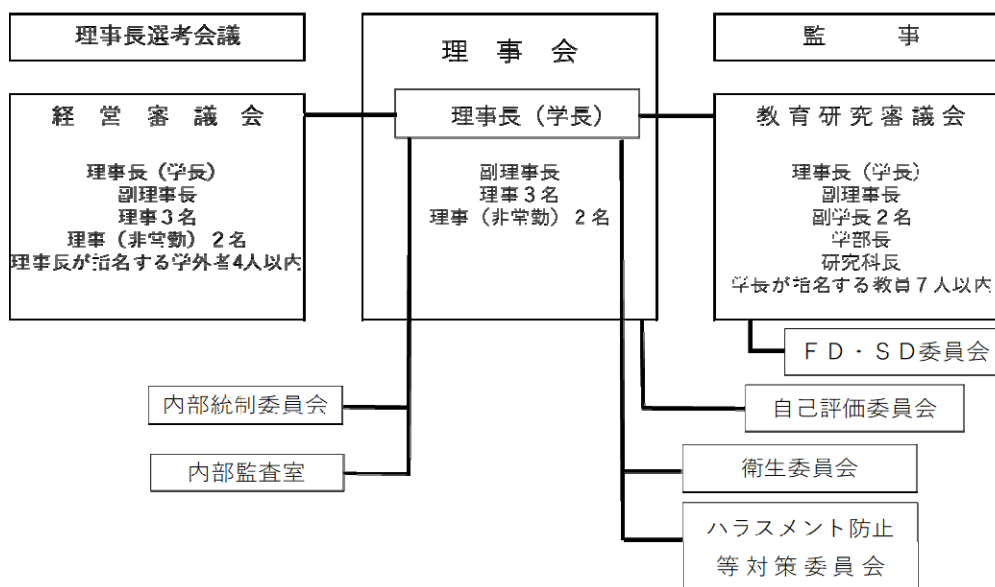 理事長選考会議
理 事 会
監 事
経 営 審 議 会
理事長（学長）
副理事長
理事３名
理事（非常勤）２名
理事長が指名する学外者4人以内
理事長（学長）
副理事長
理事３名
理事（非常勤）２名
教 育 研 究 審 議 会
理事長（学長）
副理事長
副学長２名
学部長
研究科長
学長が指名する教員７人以内
ＦＤ・ＳＤ委員会
内部統制委員会
自己評価委員会
内部監査室
衛生委員会
ハラスメント防止
等対策委員会